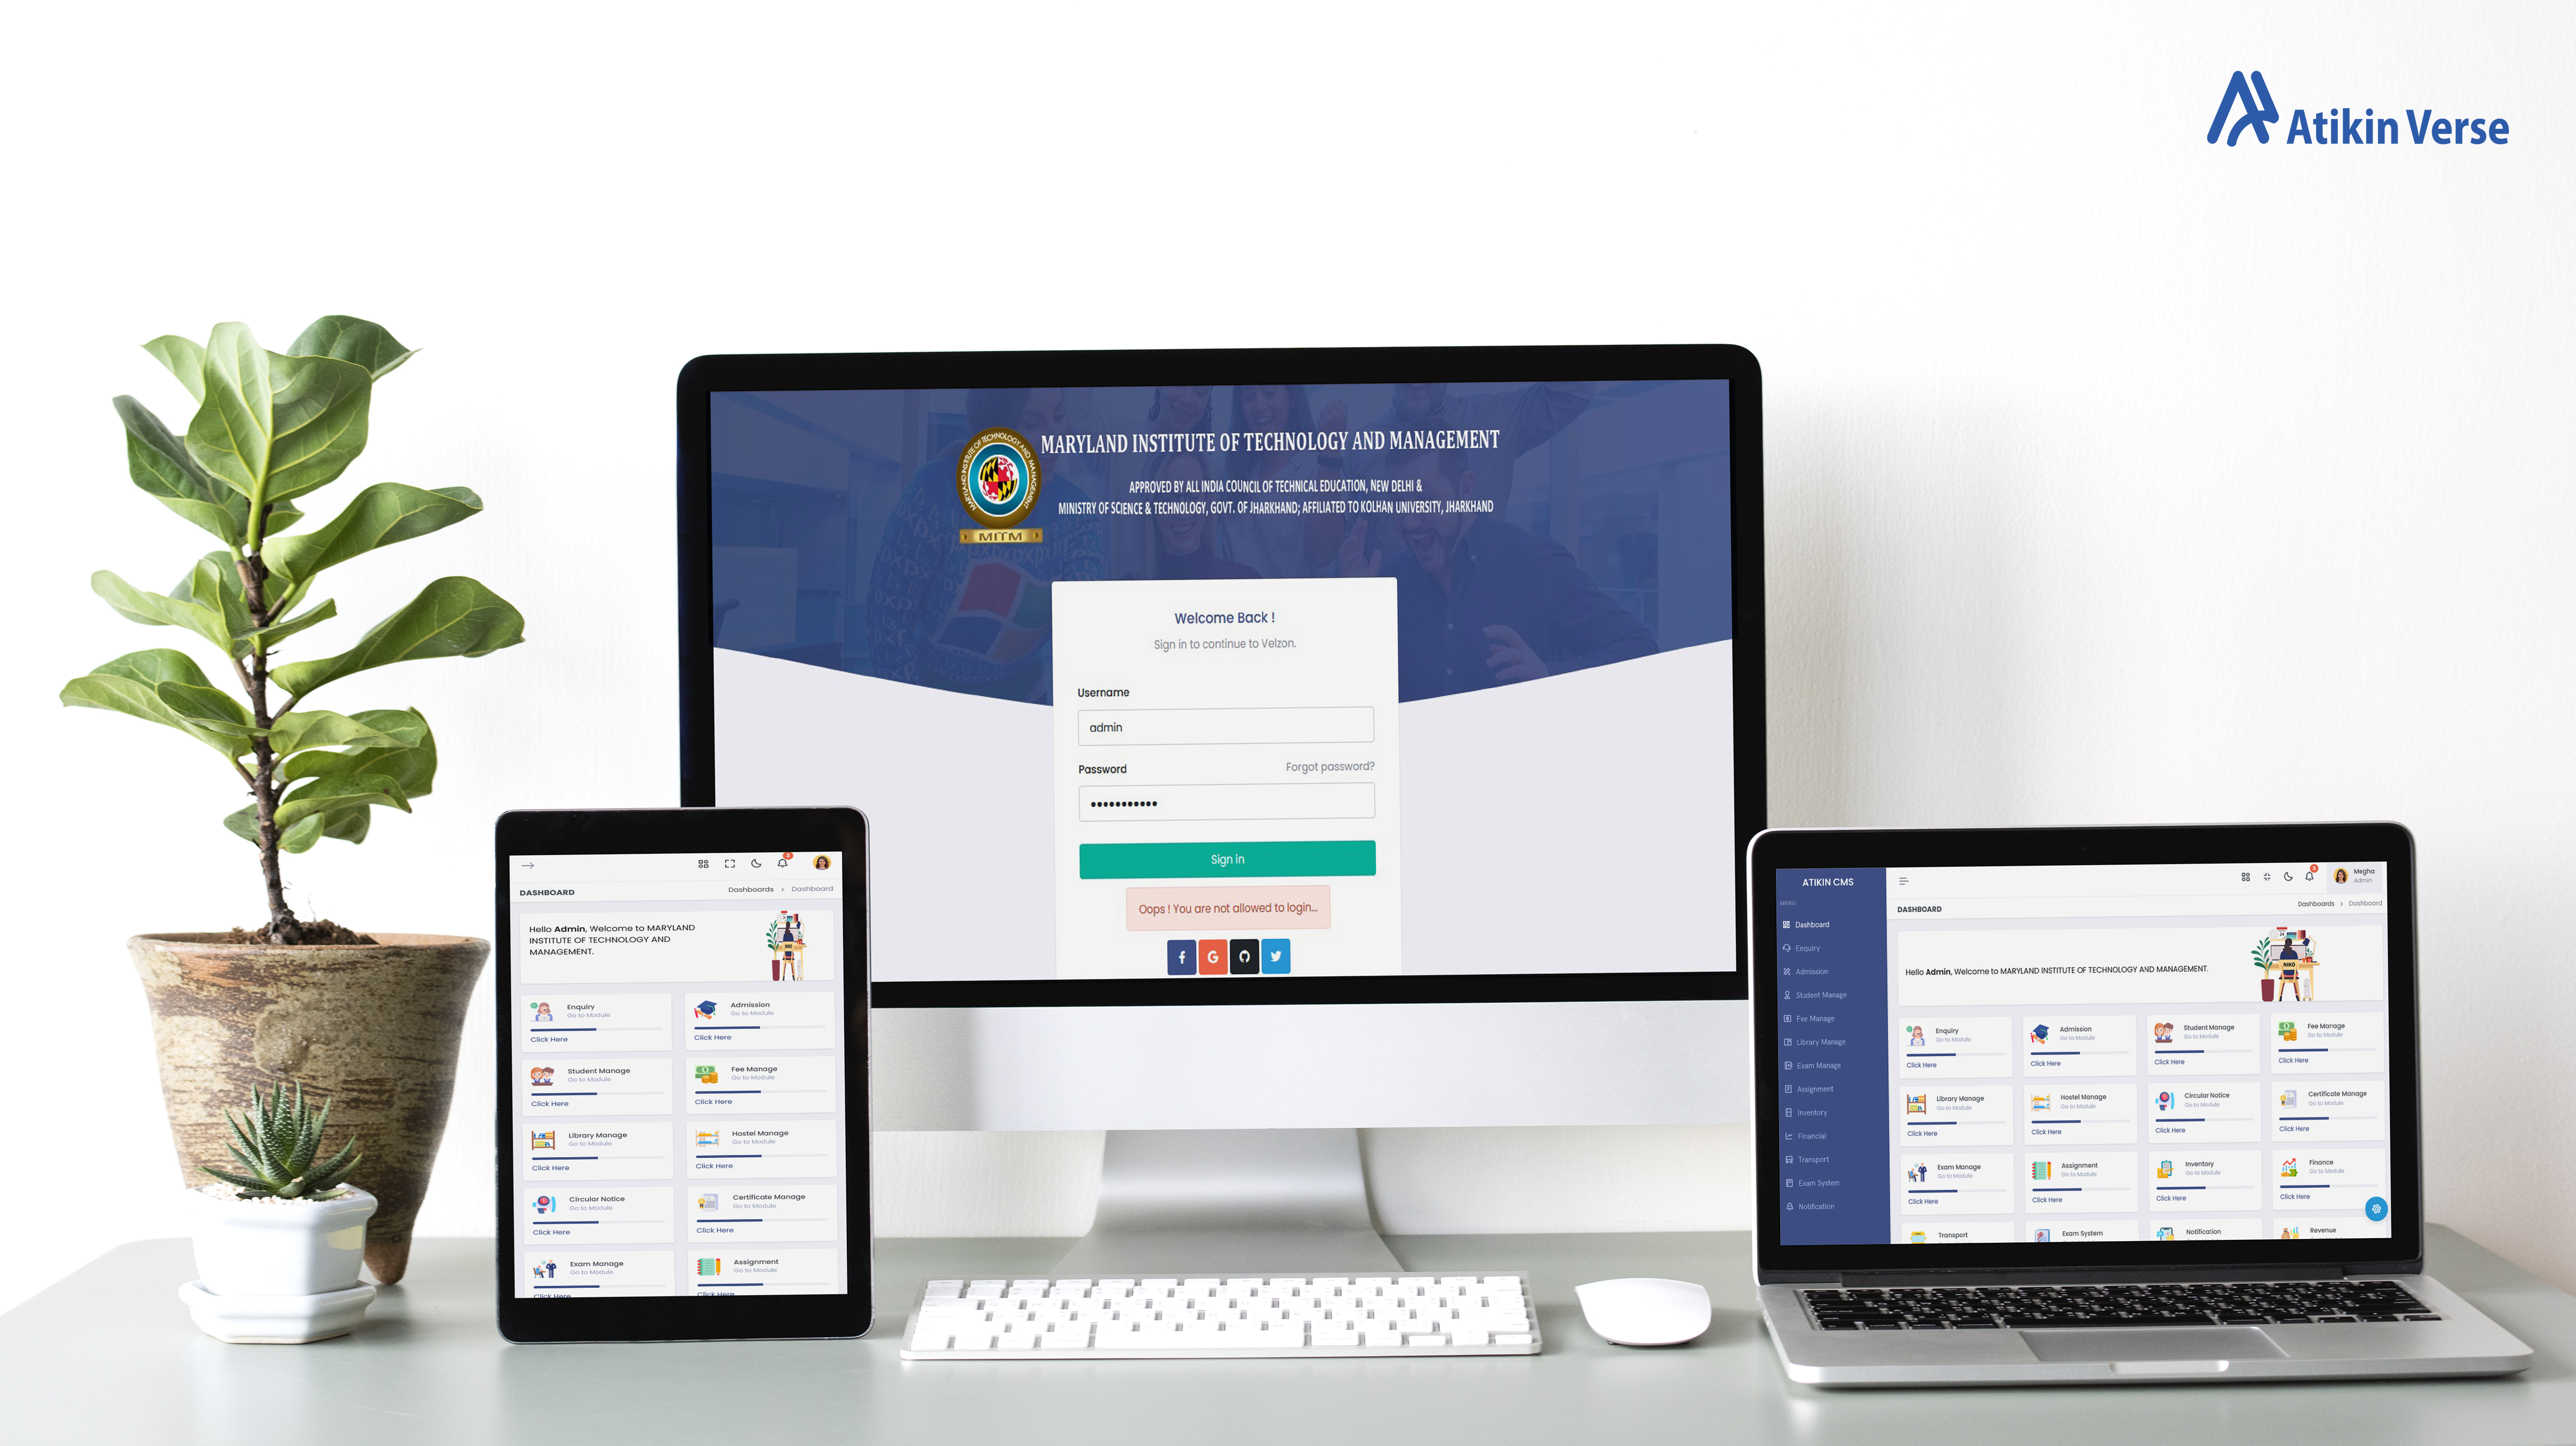 Atikin Verse
MARYLAND INSTITUTE OF TECHNOLOGY AND MANAGEMENT
MARYLAND INSTITUTE OF TECHNOLOGY AND MANAGEMENT
MITM
APPROVED BY ALL INDIA COUNCIL OF TECHNICAL EDUCATION, NEW DELHI &
MINISTRY OF SCIENCE & TECHNOLOGY, GOVT. OF JHARKHAND; AFFILIATED TO KOLHAN UNIVERSITY, JHARKHAND
Welcome Back !
Sign in to continue to Velzon.
Username
admin
Password Forgot password?
•••••••••••
Sign in
Oops ! You are not allowed to login...
3
DASHBOARD Dashboards > Dashboard
Hello Admin, Welcome to MARYLAND
INSTITUTE OF TECHNOLOGY AND
MANAGEMENT.
Enquiry Admission
Go to Module Go to Module
Click Here Click Here
Student Manage Fee Manage
Go to Module Go to Module
Click Here Click Here
Library Manage Hostel Manage
Go to Module Go to Module
Click Here Click Here
Circular Notice Certificate Manage
Go to Module Go to Module
Click Here Click Here
Exam Manage Assignment
Go to Module Go to Module
Click Here Click Here
ATIKIN CMS
MENU
Dashboard
Enquiry
Admission
Student Manage
Fee Manage
Library Manage
Exam Manage
Assignment
Inventory
Financial
Transport
Exam System
Notification
3
Megha
Admin
DASHBOARD Dashboards > Dashboard
Hello Admin, Welcome to MARYLAND INSTITUTE OF TECHNOLOGY AND MANAGEMENT.
NIKO
Enquiry Admission Student Manage Fee Manage
Go to Module Go to Module Go to Module Go to Module
Click Here Click Here Click Here Click Here
Library Manage Hostel Manage Circular Notice Certificate Manage
Go to Module Go to Module Go to Module Go to Module
Click Here Click Here Click Here Click Here
Exam Manage Assignment Inventory Finance
Go to Module Go to Module Go to Module Go to Module
Click Here Click Here Click Here Click Here
Transport Exam System Notification Revenue